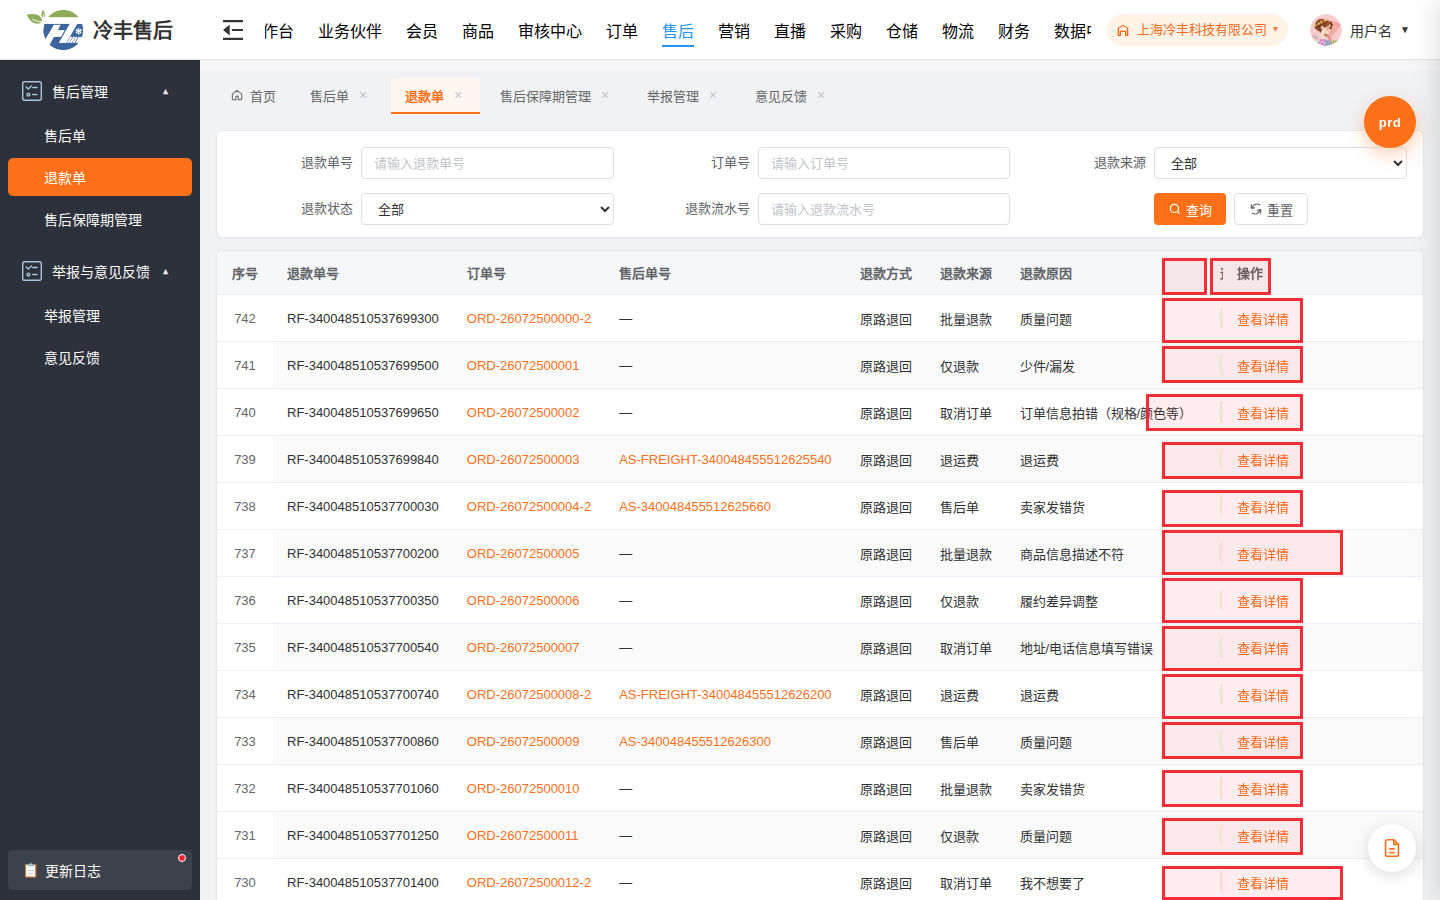 冷丰售后
作台 业务伙伴 会员 商品 审核中心 订单 售后 营销 直播 采购 仓储 物流 财务 数据
上海冷丰科技有限公司 ▾
用户名 ▼
售后管理 ▲
售后单
退款单
售后保障期管理
举报与意见反馈 ▲
举报管理
意见反馈
更新日志
首页 售后单 × 退款单 × 售后保障期管理 × 举报管理 × 意见反馈 ×
prd
退款单号 请输入退款单号 订单号 请输入订单号 退款来源 全部
退款状态 全部 退款流水号 请输入退款流水号 查询 重置
序号 退款单号 订单号 售后单号 退款方式 退款来源 退款原因 操作
742 RF-340048510537699300 ORD-26072500000-2 — 原路退回 批量退款 质量问题 查看详情
741 RF-340048510537699500 ORD-26072500001 — 原路退回 仅退款 少件/漏发 查看详情
740 RF-340048510537699650 ORD-26072500002 — 原路退回 取消订单 订单信息拍错（规格/颜色等） 查看详情
739 RF-340048510537699840 ORD-26072500003 AS-FREIGHT-340048455512625540 原路退回 退运费 退运费 查看详情
738 RF-340048510537700030 ORD-26072500004-2 AS-340048455512625660 原路退回 售后单 卖家发错货 查看详情
737 RF-340048510537700200 ORD-26072500005 — 原路退回 批量退款 商品信息描述不符 查看详情
736 RF-340048510537700350 ORD-26072500006 — 原路退回 仅退款 履约差异调整 查看详情
735 RF-340048510537700540 ORD-26072500007 — 原路退回 取消订单 地址/电话信息填写错误 查看详情
734 RF-340048510537700740 ORD-26072500008-2 AS-FREIGHT-340048455512626200 原路退回 退运费 退运费 查看详情
733 RF-340048510537700860 ORD-26072500009 AS-340048455512626300 原路退回 售后单 质量问题 查看详情
732 RF-340048510537701060 ORD-26072500010 — 原路退回 批量退款 卖家发错货 查看详情
731 RF-340048510537701250 ORD-26072500011 — 原路退回 仅退款 质量问题 查看详情
730 RF-340048510537701400 ORD-26072500012-2 — 原路退回 取消订单 我不想要了 查看详情